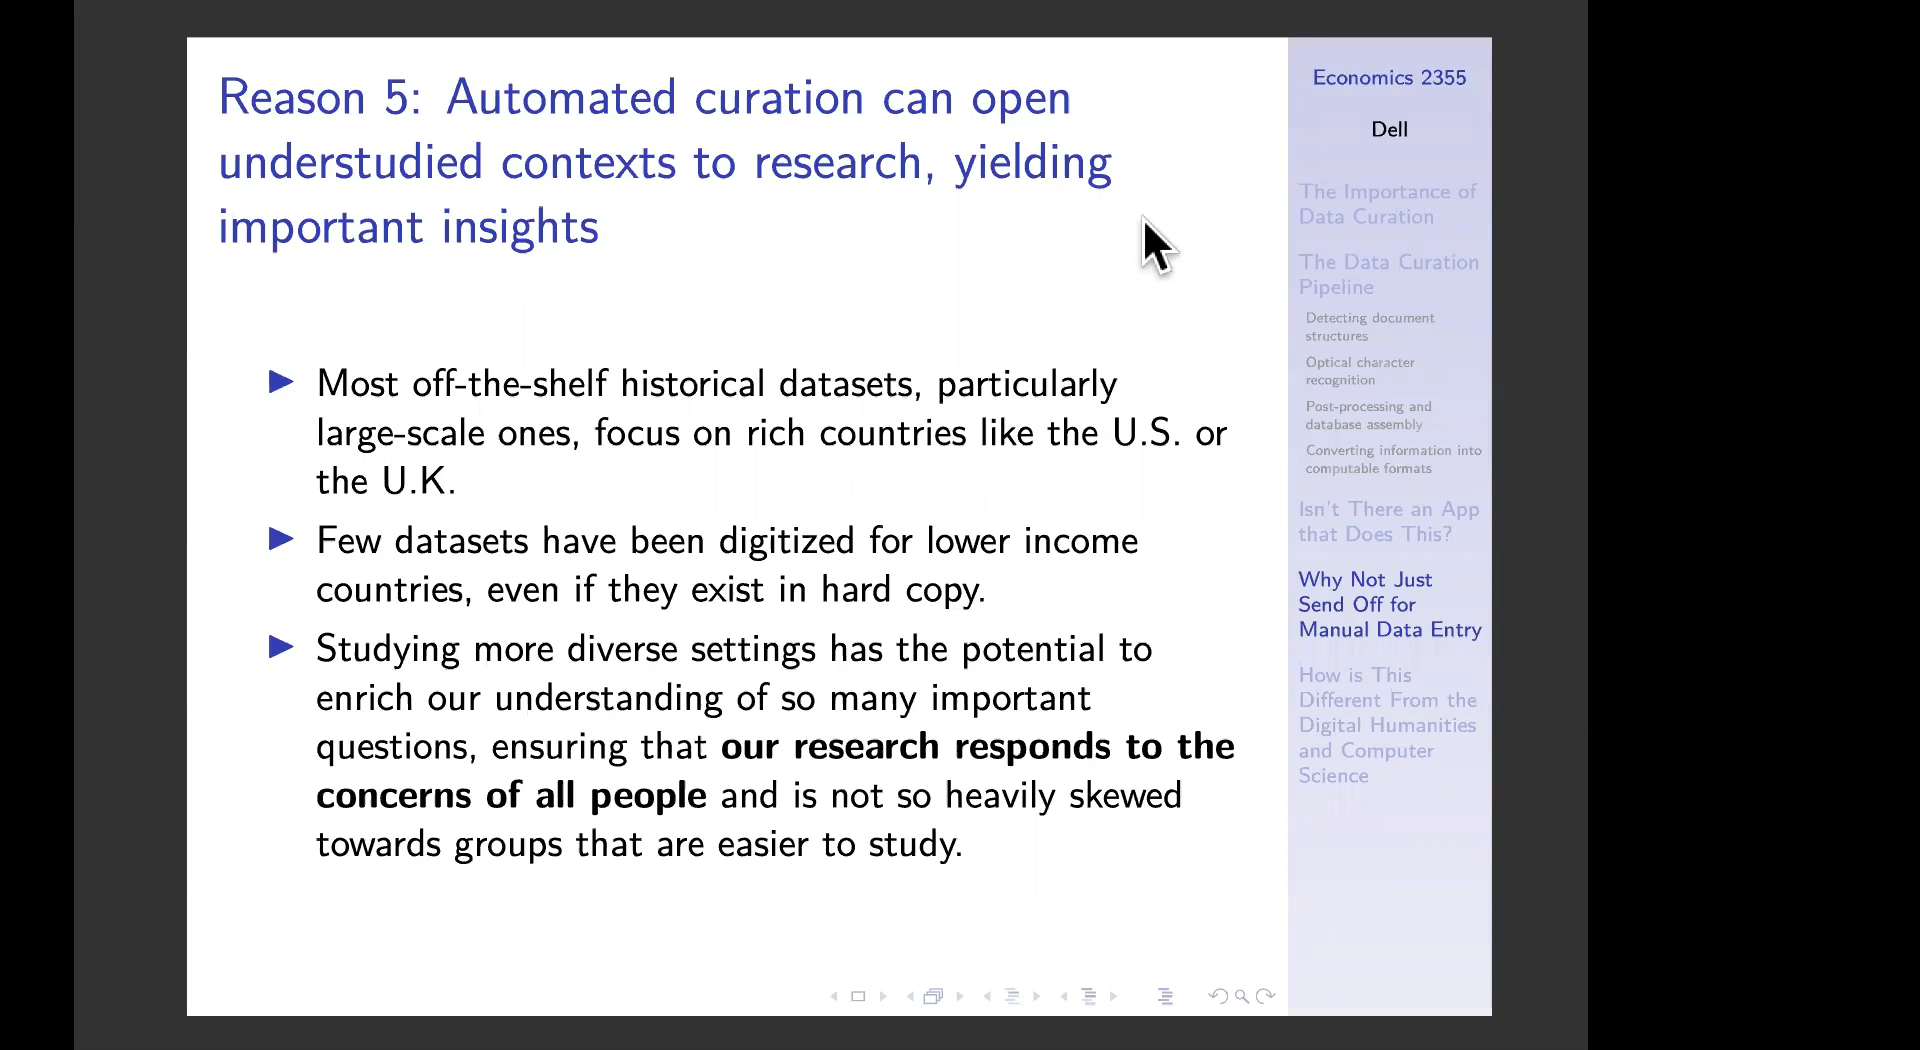 Reason 5: Automated curation can open
understudied contexts to research, yielding
important insights
Most off-the-shelf historical datasets, particularly
large-scale ones, focus on rich countries like the U.S. or
the U.K.
Few datasets have been digitized for lower income
countries, even if they exist in hard copy.
Studying more diverse settings has the potential to
enrich our understanding of so many important
questions, ensuring that our research responds to the
concerns of all people and is not so heavily skewed
towards groups that are easier to study.
Economics 2355
Dell
The Importance of
Data Curation
The Data Curation
Pipeline
Detecting document
structures
Optical character
recognition
Post-processing and
database assembly
Converting information into
computable formats
Isn't There an App
that Does This?
Why Not Just
Send Off for
Manual Data Entry
How is This
Different From the
Digital Humanities
and Computer
Science